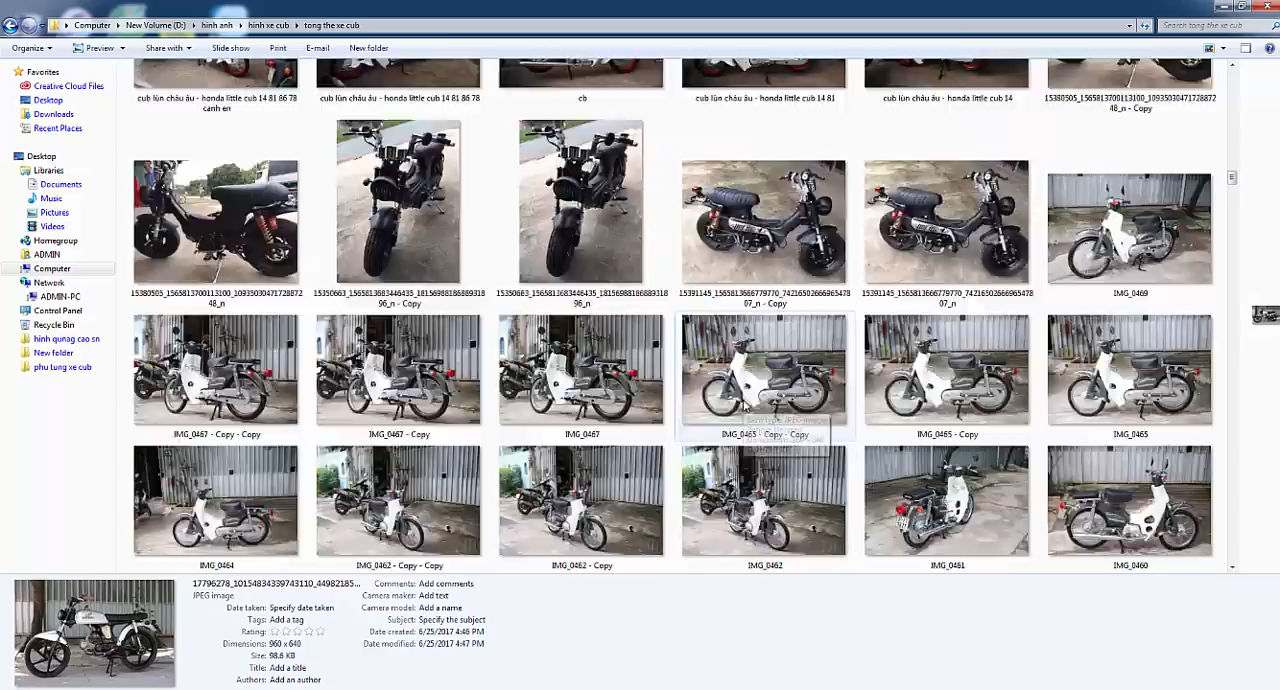 Computer ▸ New Volume (D:) ▸ hinh anh ▸ hinh xe cub ▸ tong the xe cub
Search tong the xe cub
Organize Preview Share with Slide show Print E-mail New folder
Favorites
Creative Cloud Files
Desktop
Downloads
Recent Places
Desktop
Libraries
Documents
Music
Pictures
Videos
Homegroup
ADMIN
Computer
Network
ADMIN-PC
Control Panel
Recycle Bin
hinh qunag cao sn
New folder
phu tung xe cub
cub lùn châu âu - honda little cub 14 81 86 78
canh en
cub lùn châu âu - honda little cub 14 81 86 78
cb
cub lùn châu âu - honda little cub 14 81
cub lùn châu âu - honda little cub 14
15380505_1565813700113100_10935030471728872
48_n - Copy
15380505_1565813700113100_10935030471728872
48_n
15350663_1565813683446435_18156988186889318
96_n - Copy
15350663_1565813683446435_18156988186889318
96_n
15391145_1565813666779770_74216502666965478
07_n - Copy
15391145_1565813666779770_74216502666965478
07_n
IMG_0469
IMG_0467 - Copy - Copy
IMG_0467 - Copy
IMG_0467
IMG_0465 - Copy - Copy
IMG_0465 - Copy
IMG_0465
IMG_0464
IMG_0462 - Copy - Copy
IMG_0462 - Copy
IMG_0462
IMG_0461
IMG_0460
17796278_10154834339743110_44982185...
JPEG image
Date taken: Specify date taken
Tags: Add a tag
Rating:
Dimensions: 960 x 640
Size: 98.6 KB
Title: Add a title
Authors: Add an author
Comments: Add comments
Camera maker: Add text
Camera model: Add a name
Subject: Specify the subject
Date created: 6/25/2017 4:46 PM
Date modified: 6/25/2017 4:47 PM